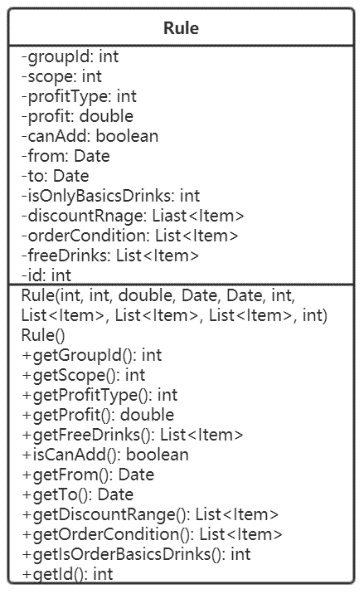 Rule
-groupId: int
-scope: int
-profitType: int
-profit: double
-canAdd: boolean
-from: Date
-to: Date
-isOnlyBasicsDrinks: int
-discountRnage: Liast<Item>
-orderCondition: List<Item>
-freeDrinks: List<Item>
-id: int
Rule(int, int, double, Date, Date, int,
List<Item>, List<Item>, List<Item>, int)
Rule()
+getGroupId(): int
+getScope(): int
+getProfitType(): int
+getProfit(): double
+getFreeDrinks(): List<Item>
+isCanAdd(): boolean
+getFrom(): Date
+getTo(): Date
+getDiscountRange(): List<Item>
+getOrderCondition(): List<Item>
+getIsOrderBasicsDrinks(): int
+getId(): int